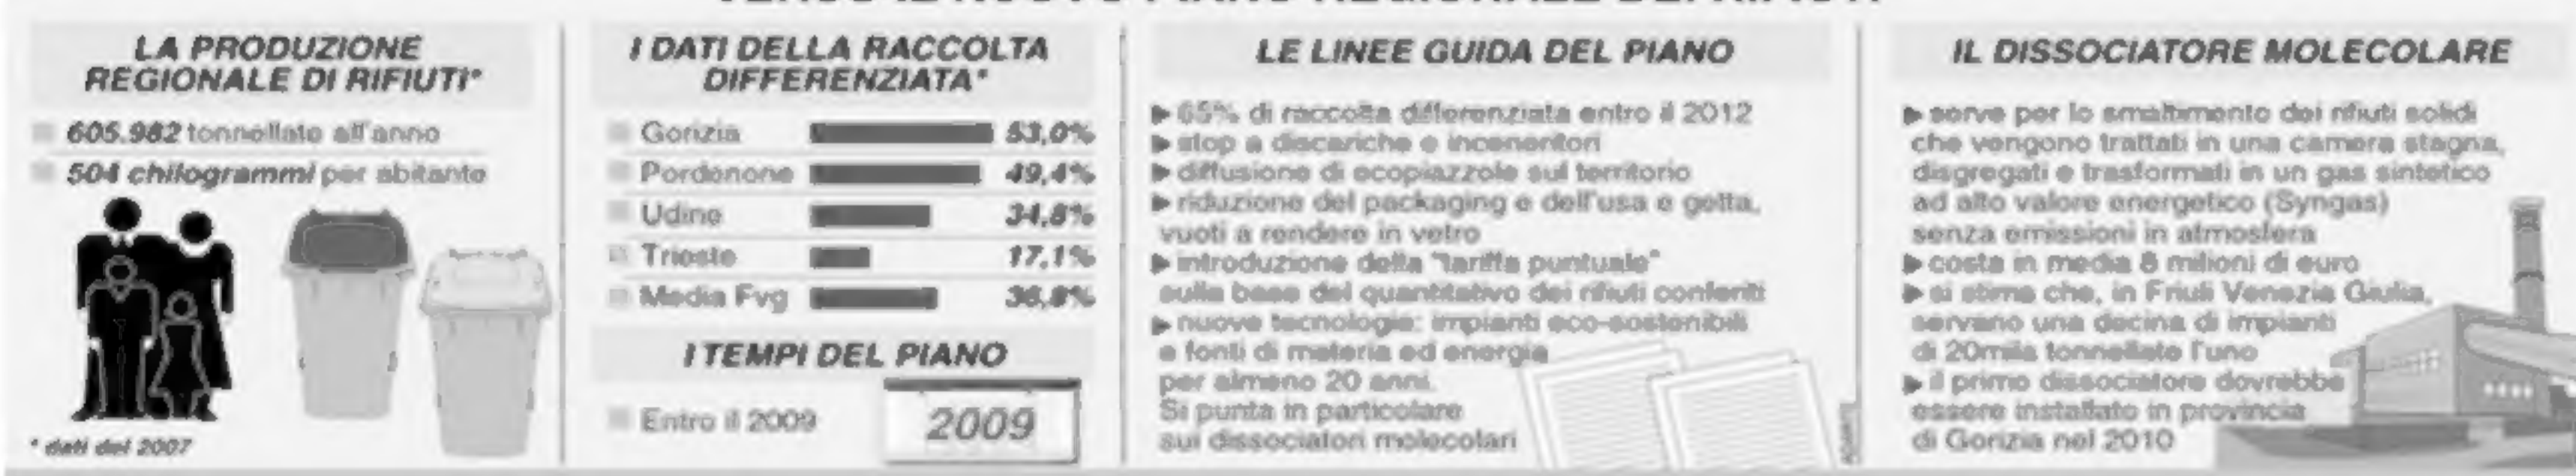 VERSO IL NUOVO PIANO REGIONALE DEI RIFIUTI
LA PRODUZIONE
REGIONALE DI RIFIUTI*
605.982 tonnellate all'anno
504 chilogrammi per abitante
* dati del 2007
I DATI DELLA RACCOLTA
DIFFERENZIATA*
Gorizia 53,0%
Pordenone 49,4%
Udine 34,8%
Trieste 17,1%
Media Fvg 36,8%
I TEMPI DEL PIANO
Entro il 2009
2009
LE LINEE GUIDA DEL PIANO
▶ 65% di raccolta differenziata entro il 2012
▶ stop a discariche e inceneritori
▶ diffusione di ecopiazzole sul territorio
▶ riduzione del packaging e dell'usa e getta,
vuoti a rendere in vetro
▶ introduzione della "tariffa puntuale"
sulla base del quantitativo dei rifiuti conferiti
▶ nuove tecnologie: impianti eco-sostenibili
e fonti di materia ed energia
per almeno 20 anni.
Si punta in particolare
sui dissociatori molecolari
IL DISSOCIATORE MOLECOLARE
▶ serve per lo smaltimento dei rifiuti solidi
che vengono trattati in una camera stagna,
disgregati e trasformati in un gas sintetico
ad alto valore energetico (Syngas)
senza emissioni in atmosfera
▶ costa in media 8 milioni di euro
▶ si stima che, in Friuli Venezia Giulia,
servano una decina di impianti
di 20mila tonnellate l'uno
▶ il primo dissociatore dovrebbe
essere installato in provincia
di Gorizia nel 2010